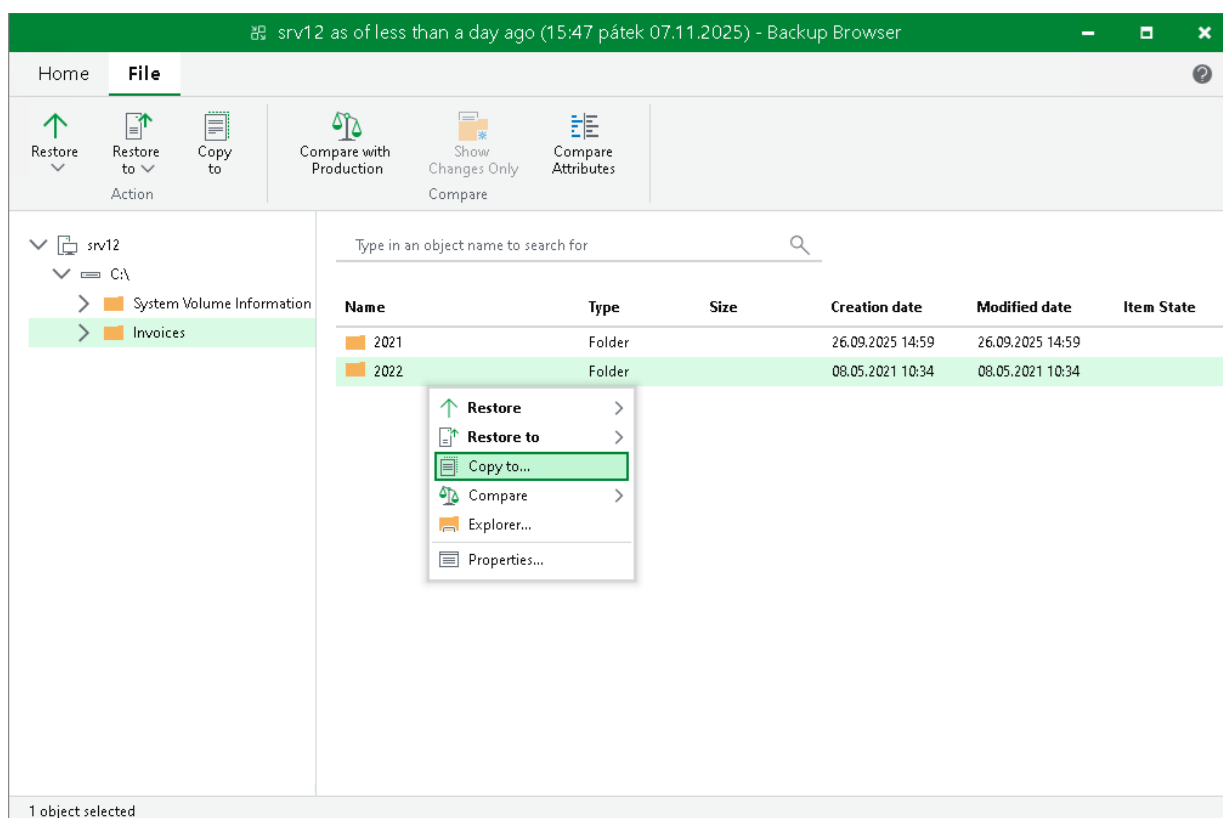 srv12 as of less than a day ago (15:47 pátek 07.11.2025) - Backup Browser
Home File
Restore
Restore to
Copy to
Action
Compare with Production
Show Changes Only
Compare Attributes
Compare
srv12
C:\
System Volume Information
Invoices
Type in an object name to search for
Name Type Size Creation date Modified date Item State
2021 Folder 26.09.2025 14:59 26.09.2025 14:59
2022 Folder 08.05.2021 10:34 08.05.2021 10:34
Restore
Restore to
Copy to...
Compare
Explorer...
Properties...
1 object selected